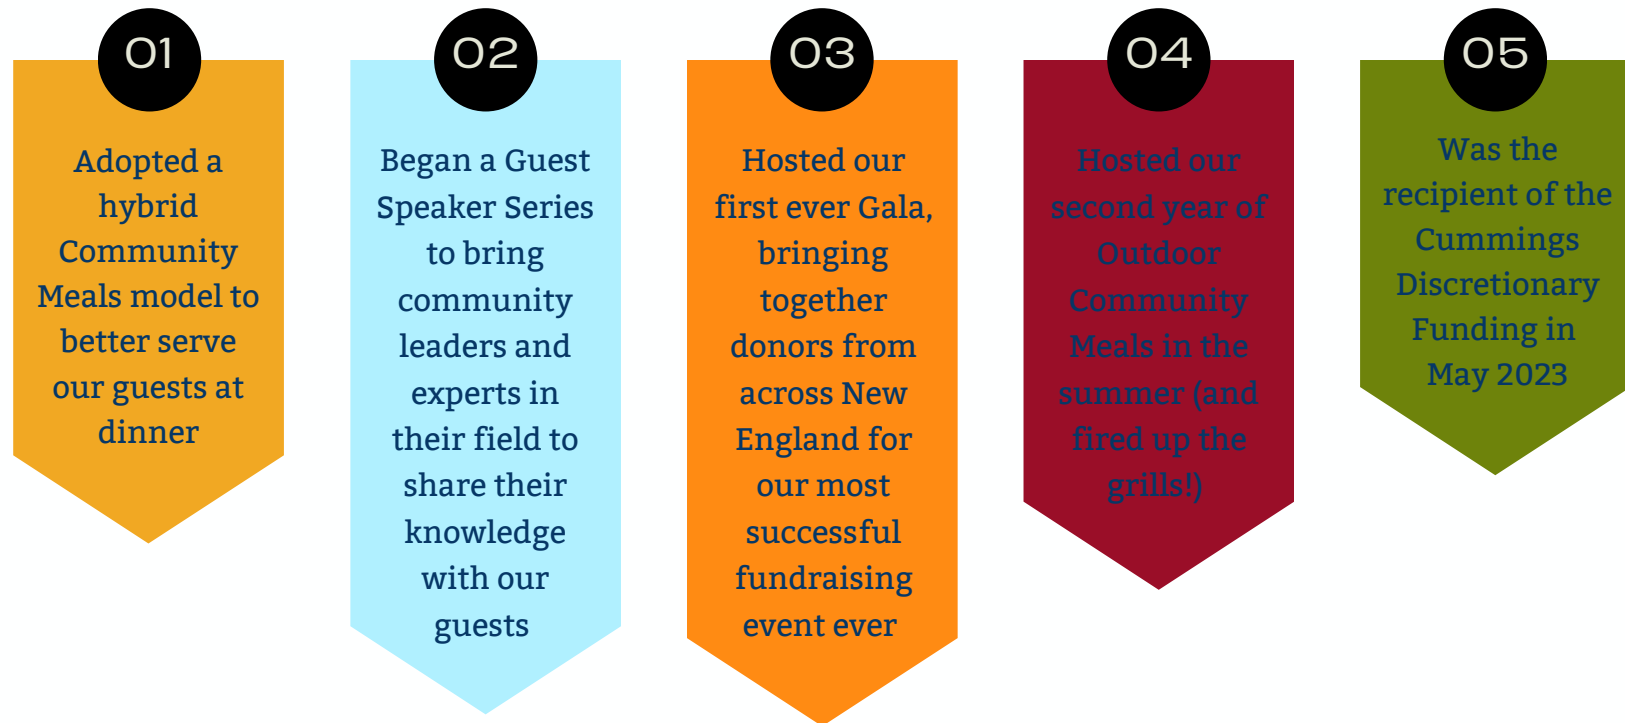 01
Adopted a
hybrid
Community
Meals model to
better serve
our guests at
dinner
02
Began a Guest
Speaker Series
to bring
community
leaders and
experts in
their field to
share their
knowledge
with our
guests
03
Hosted our
first ever Gala,
bringing
together
donors from
across New
England for
our most
successful
fundraising
event ever
04
Hosted our
second year of
Outdoor
Community
Meals in the
summer (and
fired up the
grills!)
05
Was the
recipient of the
Cummings
Discretionary
Funding in
May 2023